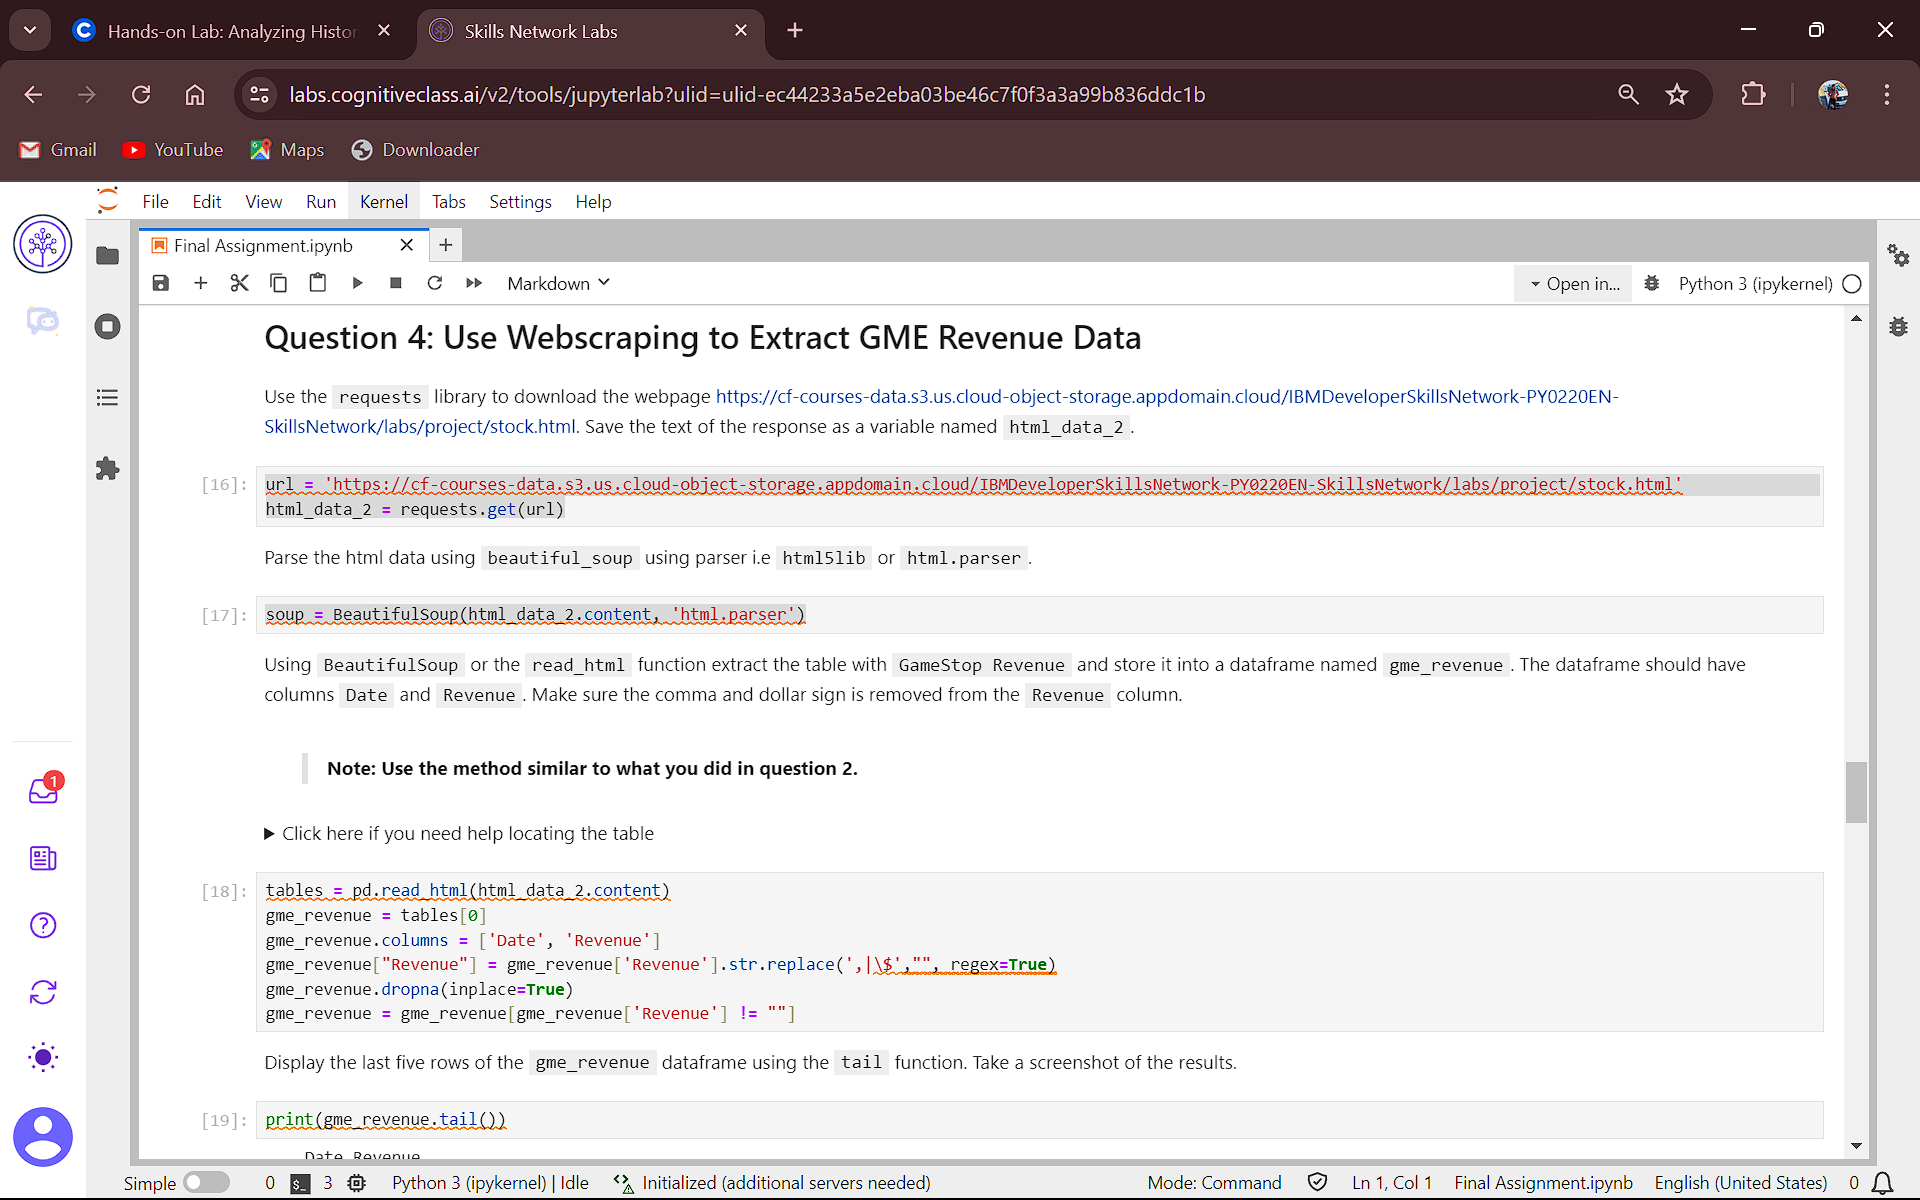 Hands-on Lab: Analyzing Histor
Skills Network Labs
labs.cognitiveclass.ai/v2/tools/jupyterlab?ulid=ulid-ec44233a5e2eba03be46c7f0f3a3a99b836ddc1b
Gmail YouTube Maps Downloader
File Edit View Run Kernel Tabs Settings Help
Final Assignment.ipynb
Markdown Open in... Python 3 (ipykernel)
Question 4: Use Webscraping to Extract GME Revenue Data
Use the requests library to download the webpage https://cf-courses-data.s3.us.cloud-object-storage.appdomain.cloud/IBMDeveloperSkillsNetwork-PY0220EN-
SkillsNetwork/labs/project/stock.html. Save the text of the response as a variable named html_data_2.
[16]: url = 'https://cf-courses-data.s3.us.cloud-object-storage.appdomain.cloud/IBMDeveloperSkillsNetwork-PY0220EN-SkillsNetwork/labs/project/stock.html'
html_data_2 = requests.get(url)
Parse the html data using beautiful_soup using parser i.e html5lib or html.parser.
[17]: soup = BeautifulSoup(html_data_2.content, 'html.parser')
Using BeautifulSoup or the read_html function extract the table with GameStop Revenue and store it into a dataframe named gme_revenue. The dataframe should have
columns Date and Revenue. Make sure the comma and dollar sign is removed from the Revenue column.
Note: Use the method similar to what you did in question 2.
Click here if you need help locating the table
[18]: tables = pd.read_html(html_data_2.content)
gme_revenue = tables[0]
gme_revenue.columns = ['Date', 'Revenue']
gme_revenue["Revenue"] = gme_revenue['Revenue'].str.replace(',|\$',"", regex=True)
gme_revenue.dropna(inplace=True)
gme_revenue = gme_revenue[gme_revenue['Revenue'] != ""]
Display the last five rows of the gme_revenue dataframe using the tail function. Take a screenshot of the results.
[19]: print(gme_revenue.tail())
Date Revenue
1
Simple 0 $_ 3 Python 3 (ipykernel) | Idle Initialized (additional servers needed) Mode: Command Ln 1, Col 1 Final Assignment.ipynb English (United States) 0